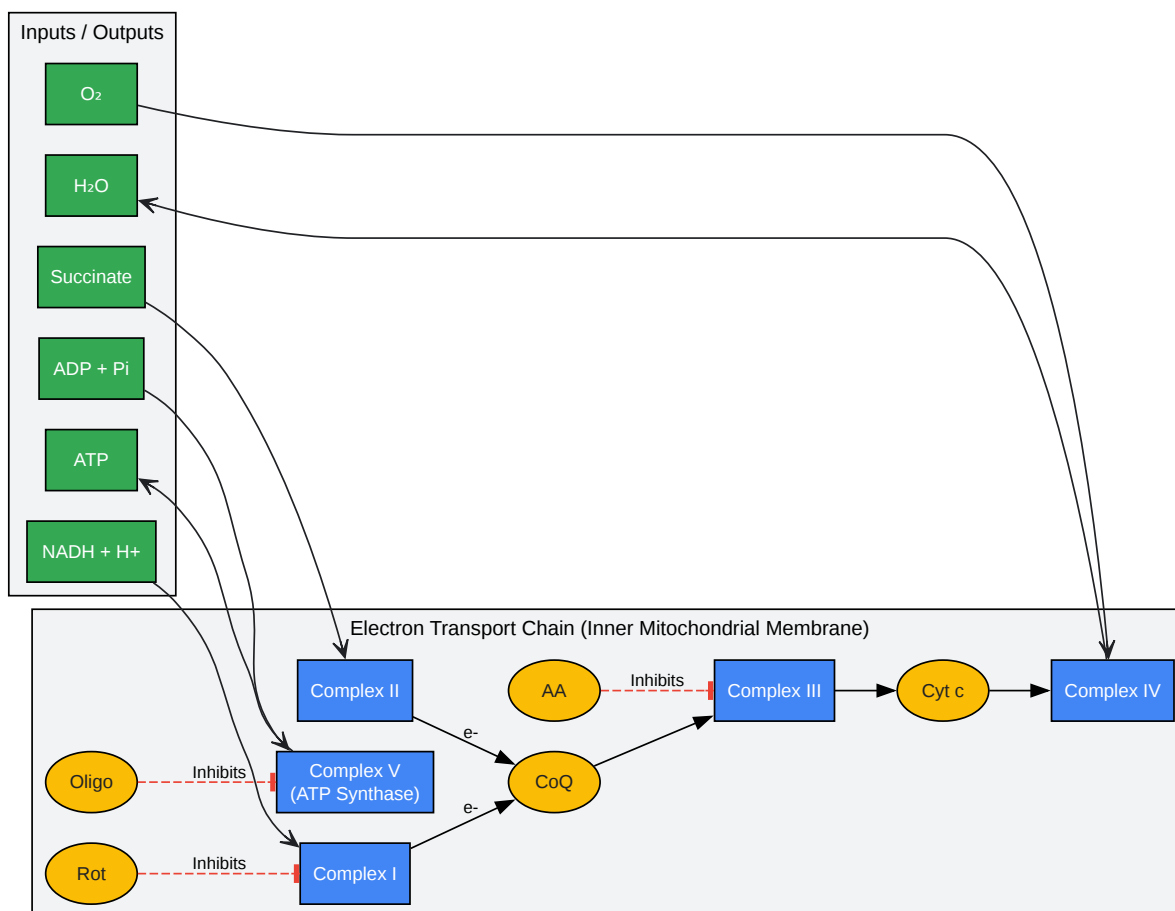 Inputs / Outputs
O₂
H₂O
Succinate
ADP + Pi
ATP
NADH + H+
Electron Transport Chain (Inner Mitochondrial Membrane)
Complex II
AA
Inhibits
Complex III
Cyt c
Complex IV
e-
Oligo
Inhibits
Complex V
(ATP Synthase)
CoQ
e-
Rot
Inhibits
Complex I